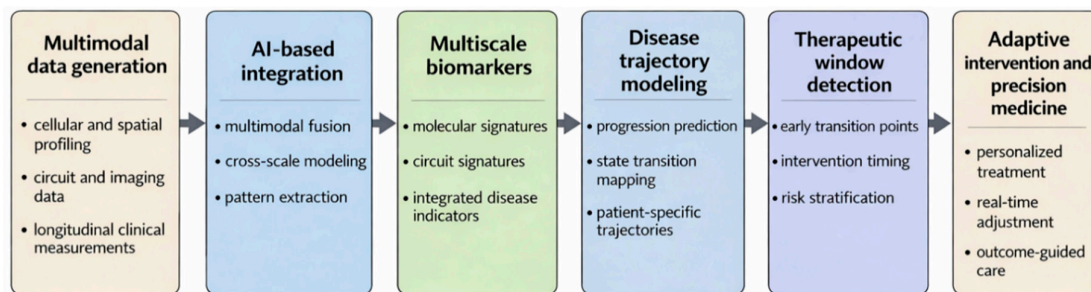 Multimodal
data generation
• cellular and spatial
profiling
• circuit and imaging
data
• longitudinal clinical
measurements
AI-based
integration
• multimodal fusion
• cross-scale modeling
• pattern extraction
Multiscale
biomarkers
• molecular signatures
• circuit signatures
• integrated disease
indicators
Disease
trajectory
modeling
• progression prediction
• state transition
mapping
• patient-specific
trajectories
Therapeutic
window
detection
• early transition points
• intervention timing
• risk stratification
Adaptive
intervention and
precision
medicine
• personalized
treatment
• real-time
adjustment
• outcome-guided
care